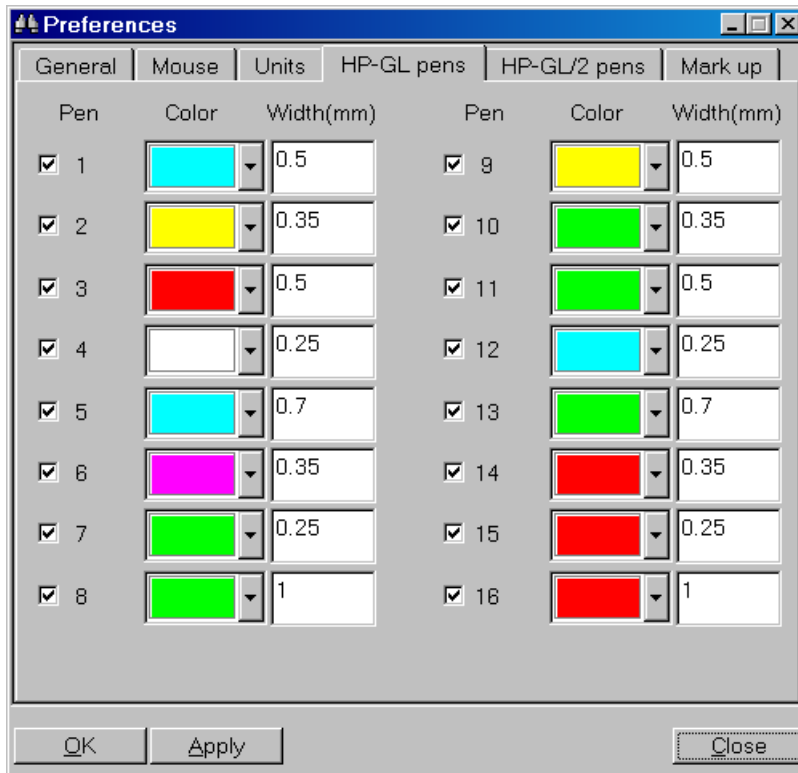 Preferences
General Mouse Units HP-GL pens HP-GL/2 pens Mark up
Pen Color Width(mm) Pen Color Width(mm)
1 0.5 9 0.5
2 0.35 10 0.35
3 0.5 11 0.5
4 0.25 12 0.25
5 0.7 13 0.7
6 0.35 14 0.35
7 0.25 15 0.25
8 1 16 1
OK Apply Close